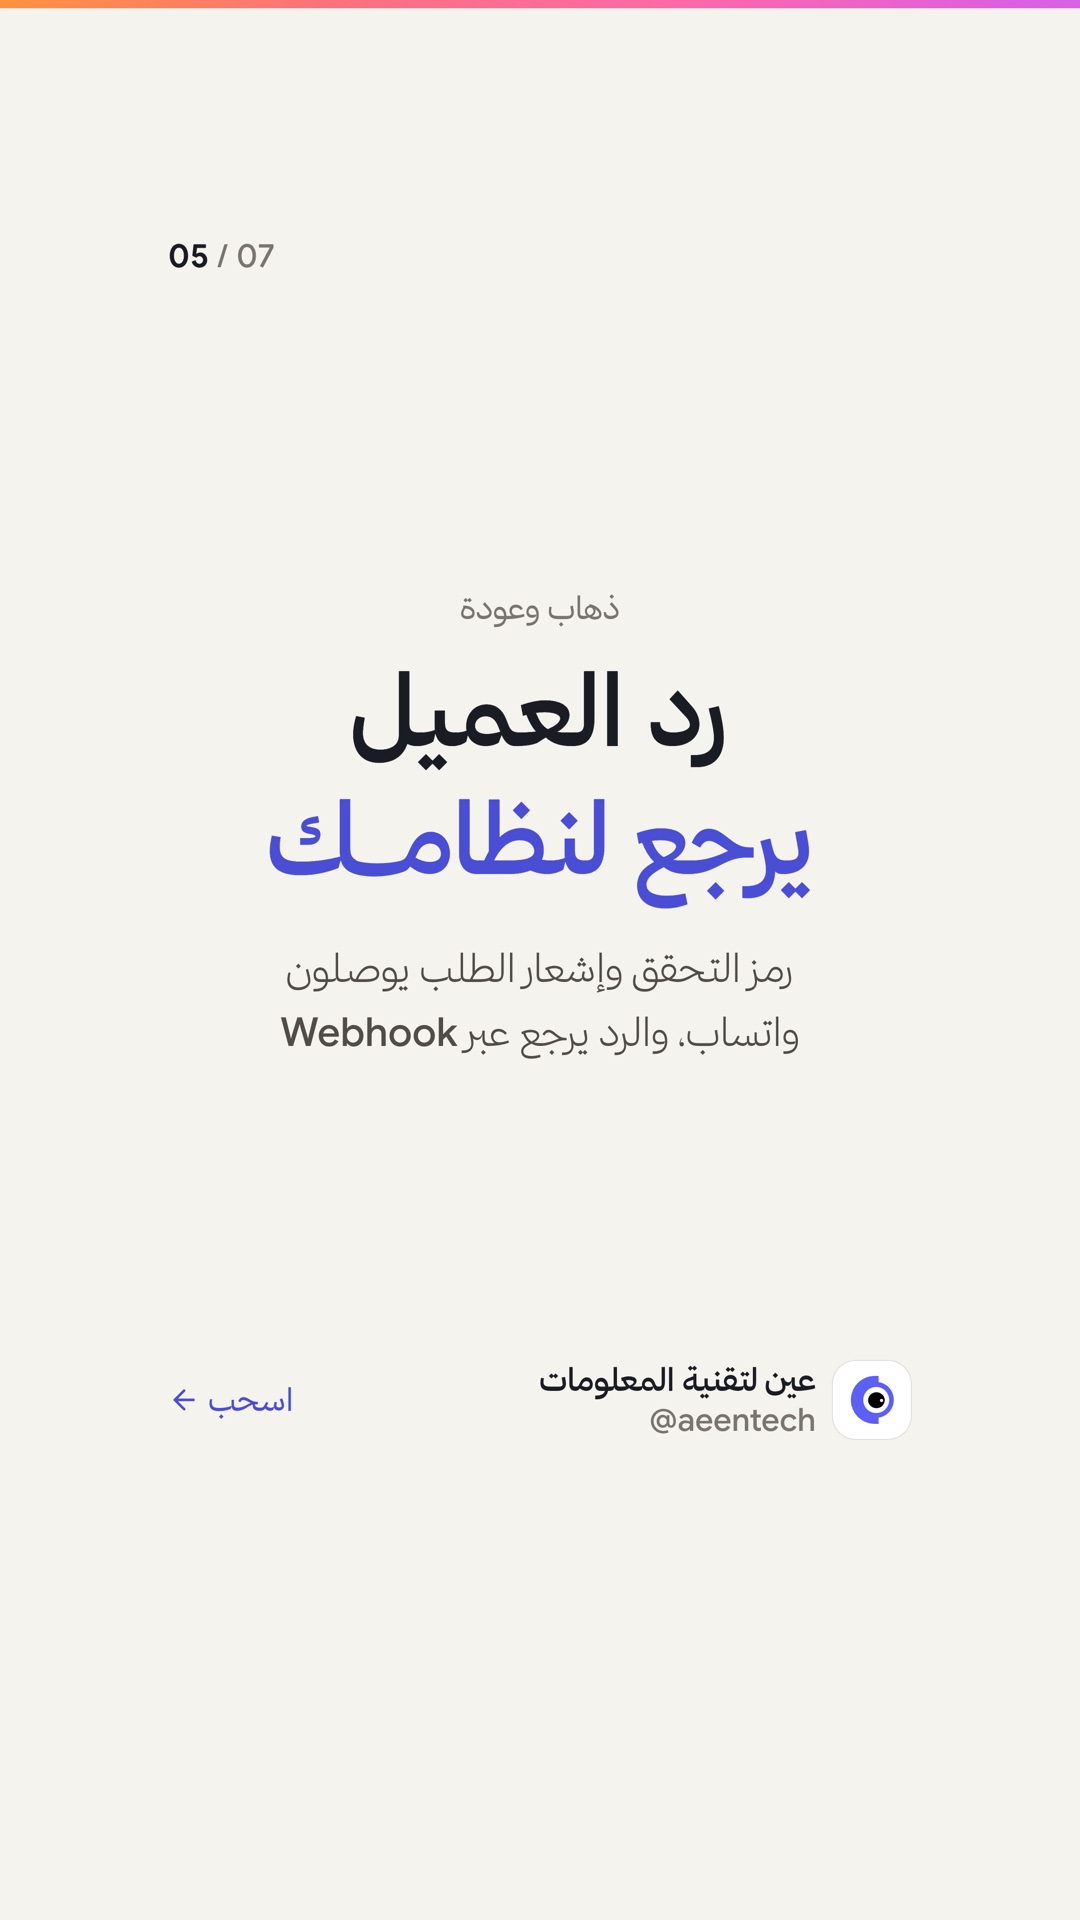 05 / 07
ذهاب وعودة
رد العميل
يرجع لنظامـك
رمز التحقق وإشعار الطلب يوصلون
واتساب، والرد يرجع عبر Webhook
عين لتقنية المعلومات
@aeentech
اسحب ←